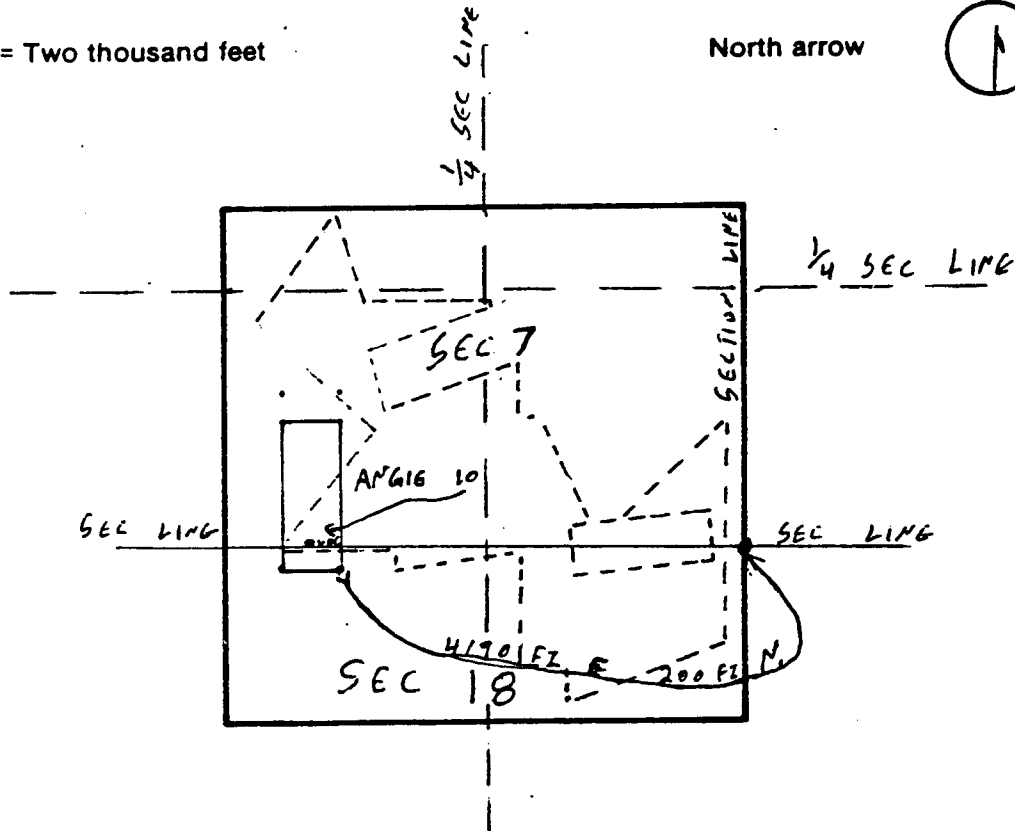 = Two thousand feet
North arrow
1/4 SEC LINE
1/4 SEC LINE
SECTION LINE
SEC 7
ANGIE 10
SEC LINE
SEC LINE
4190 FT E 200 FT N.
SEC 18